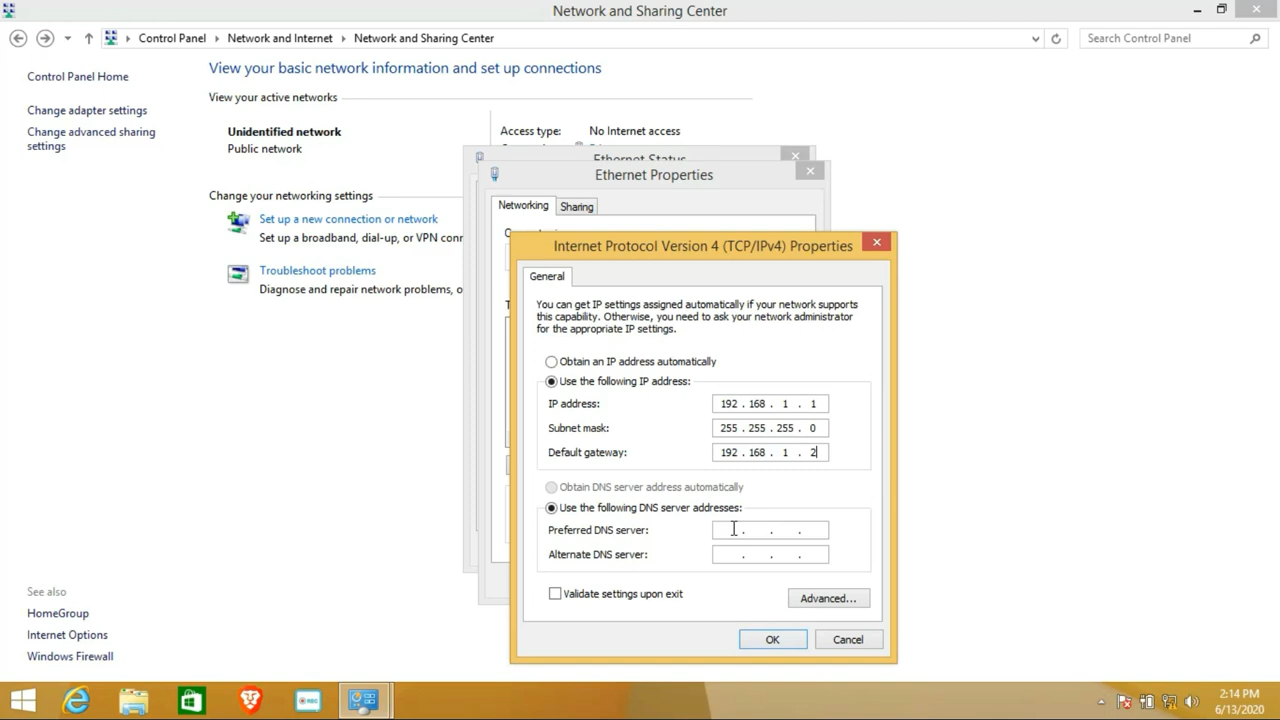 Network and Sharing Center
Control Panel Network and Internet Network and Sharing Center
Search Control Panel
Control Panel Home
Change adapter settings
Change advanced sharing
settings
View your basic network information and set up connections
View your active networks
Unidentified network
Public network
Access type: No Internet access
Change your networking settings
Set up a new connection or network
Set up a broadband, dial-up, or VPN conn
Troubleshoot problems
Diagnose and repair network problems, o
Ethernet Status
Ethernet Properties
Networking Sharing
Internet Protocol Version 4 (TCP/IPv4) Properties
General
You can get IP settings assigned automatically if your network supports
this capability. Otherwise, you need to ask your network administrator
for the appropriate IP settings.
Obtain an IP address automatically
Use the following IP address:
IP address: 192 . 168 . 1 . 1
Subnet mask: 255 . 255 . 255 . 0
Default gateway: 192 . 168 . 1 . 2
Obtain DNS server address automatically
Use the following DNS server addresses:
Preferred DNS server: . . .
Alternate DNS server: . . .
Validate settings upon exit
Advanced...
OK Cancel
See also
HomeGroup
Internet Options
Windows Firewall
REC
2:14 PM
6/13/2020